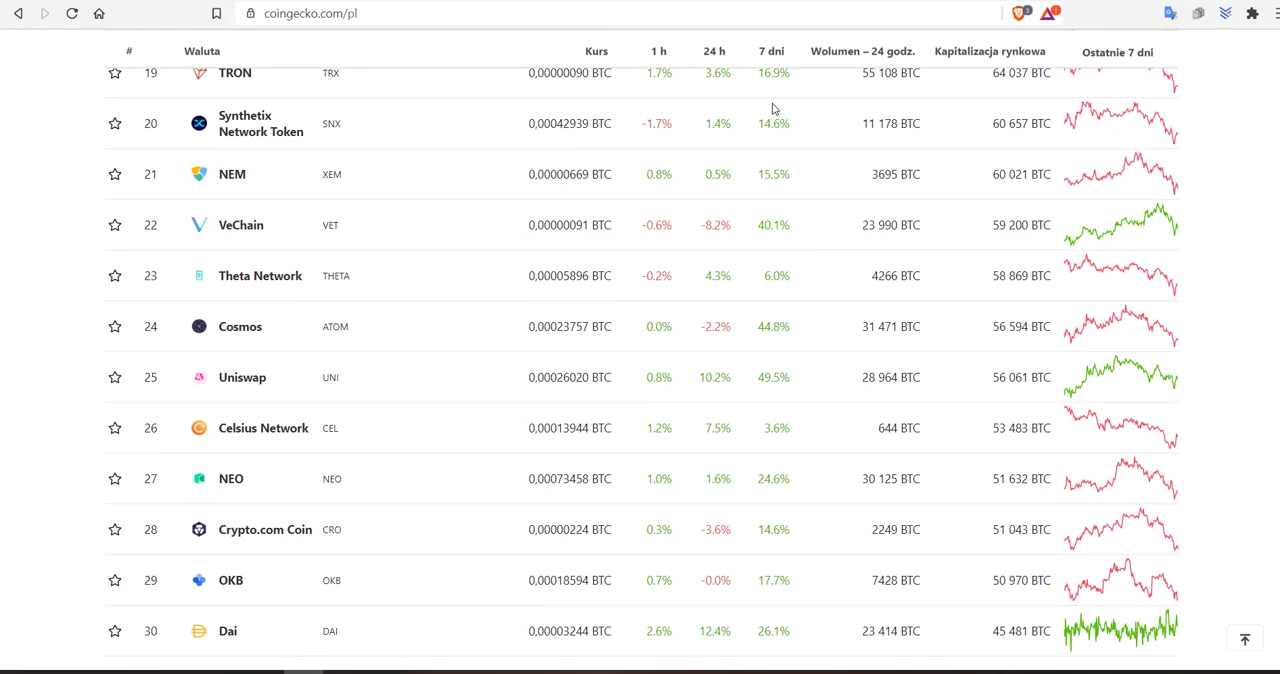 coingecko.com/pl
3
1
# Waluta Kurs 1 h 24 h 7 dni Wolumen – 24 godz. Kapitalizacja rynkowa Ostatnie 7 dni
19 TRON TRX 0,00000090 BTC 1.7% 3.6% 16.9% 55 108 BTC 64 037 BTC
20 Synthetix
Network Token SNX 0,00042939 BTC -1.7% 1.4% 14.6% 11 178 BTC 60 657 BTC
21 NEM XEM 0,00000669 BTC 0.8% 0.5% 15.5% 3695 BTC 60 021 BTC
22 VeChain VET 0,00000091 BTC -0.6% -8.2% 40.1% 23 990 BTC 59 200 BTC
23 Theta Network THETA 0,00005896 BTC -0.2% 4.3% 6.0% 4266 BTC 58 869 BTC
24 Cosmos ATOM 0,00023757 BTC 0.0% -2.2% 44.8% 31 471 BTC 56 594 BTC
25 Uniswap UNI 0,00026020 BTC 0.8% 10.2% 49.5% 28 964 BTC 56 061 BTC
26 Celsius Network CEL 0,00013944 BTC 1.2% 7.5% 3.6% 644 BTC 53 483 BTC
27 NEO NEO 0,00073458 BTC 1.0% 1.6% 24.6% 30 125 BTC 51 632 BTC
28 Crypto.com Coin CRO 0,00000224 BTC 0.3% -3.6% 14.6% 2249 BTC 51 043 BTC
29 OKB OKB 0,00018594 BTC 0.7% -0.0% 17.7% 7428 BTC 50 970 BTC
30 Dai DAI 0,00003244 BTC 2.6% 12.4% 26.1% 23 414 BTC 45 481 BTC